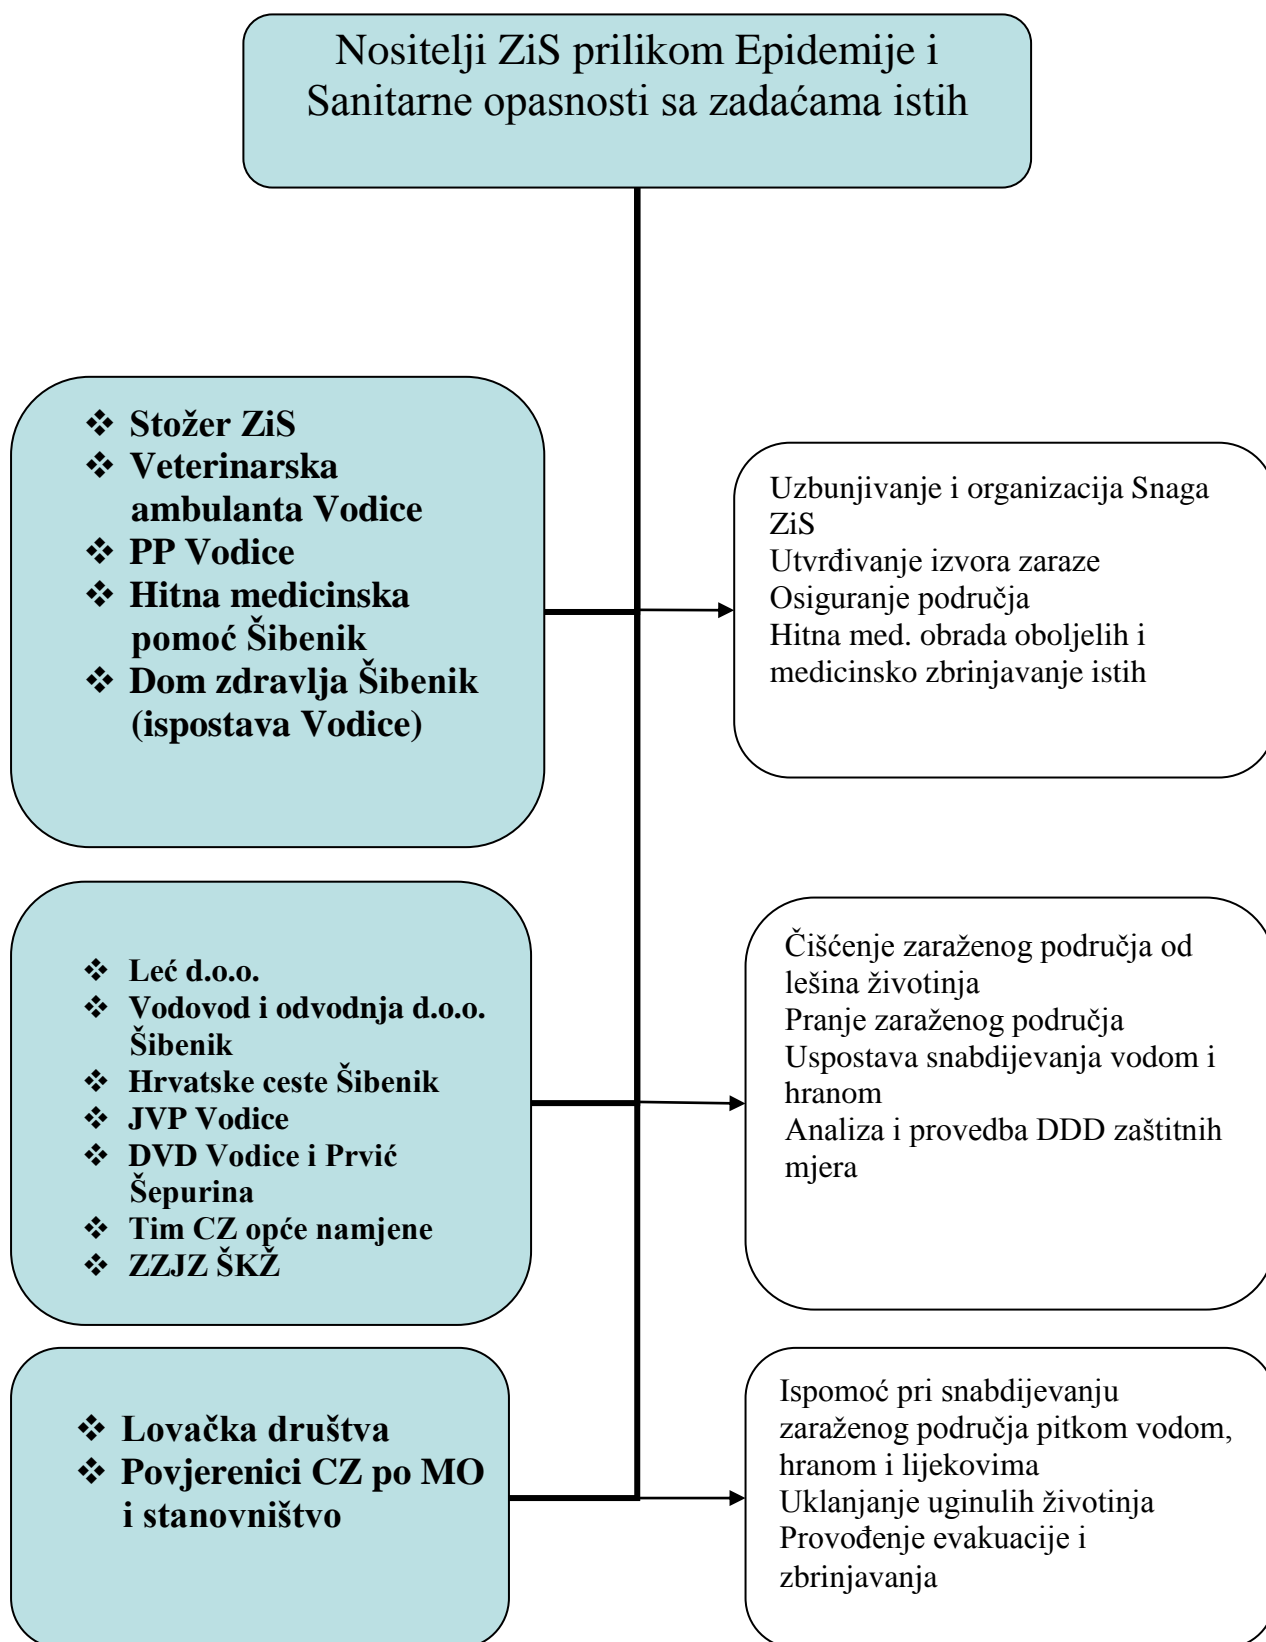 Nositelji ZiS prilikom Epidemije i
Sanitarne opasnosti sa zadaćama istih
❖ Stožer ZiS
❖ Veterinarska
ambulanta Vodice
❖ PP Vodice
❖ Hitna medicinska
pomoć Šibenik
❖ Dom zdravlja Šibenik
(ispostava Vodice)
Uzbunjivanje i organizacija Snaga
ZiS
Utvrđivanje izvora zaraze
Osiguranje područja
Hitna med. obrada oboljelih i
medicinsko zbrinjavanje istih
❖ Leć d.o.o.
❖ Vodovod i odvodnja d.o.o.
Šibenik
❖ Hrvatske ceste Šibenik
❖ JVP Vodice
❖ DVD Vodice i Prvić
Šepurina
❖ Tim CZ opće namjene
❖ ZZJZ ŠKŽ
Čišćenje zaraženog područja od
lešina životinja
Pranje zaraženog područja
Uspostava snabdijevanja vodom i
hranom
Analiza i provedba DDD zaštitnih
mjera
❖ Lovačka društva
❖ Povjerenici CZ po MO
i stanovništvo
Ispomoć pri snabdijevanju
zaraženog područja pitkom vodom,
hranom i lijekovima
Uklanjanje uginulih životinja
Provođenje evakuacije i
zbrinjavanja